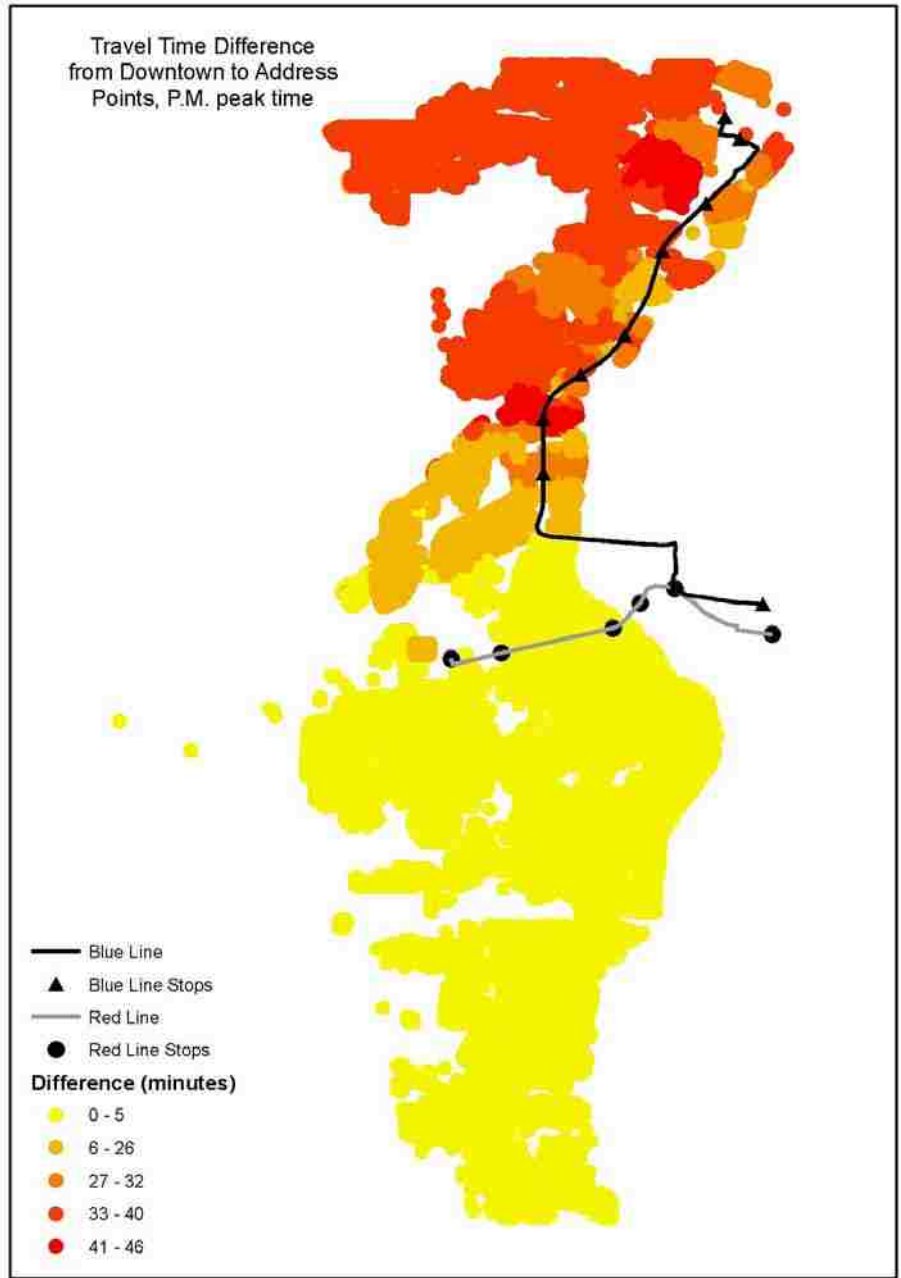 Travel Time Difference
from Downtown to Address
Points, P.M. peak time
Blue Line
Blue Line Stops
Red Line
Red Line Stops
Difference (minutes)
0 - 5
6 - 26
27 - 32
33 - 40
41 - 46